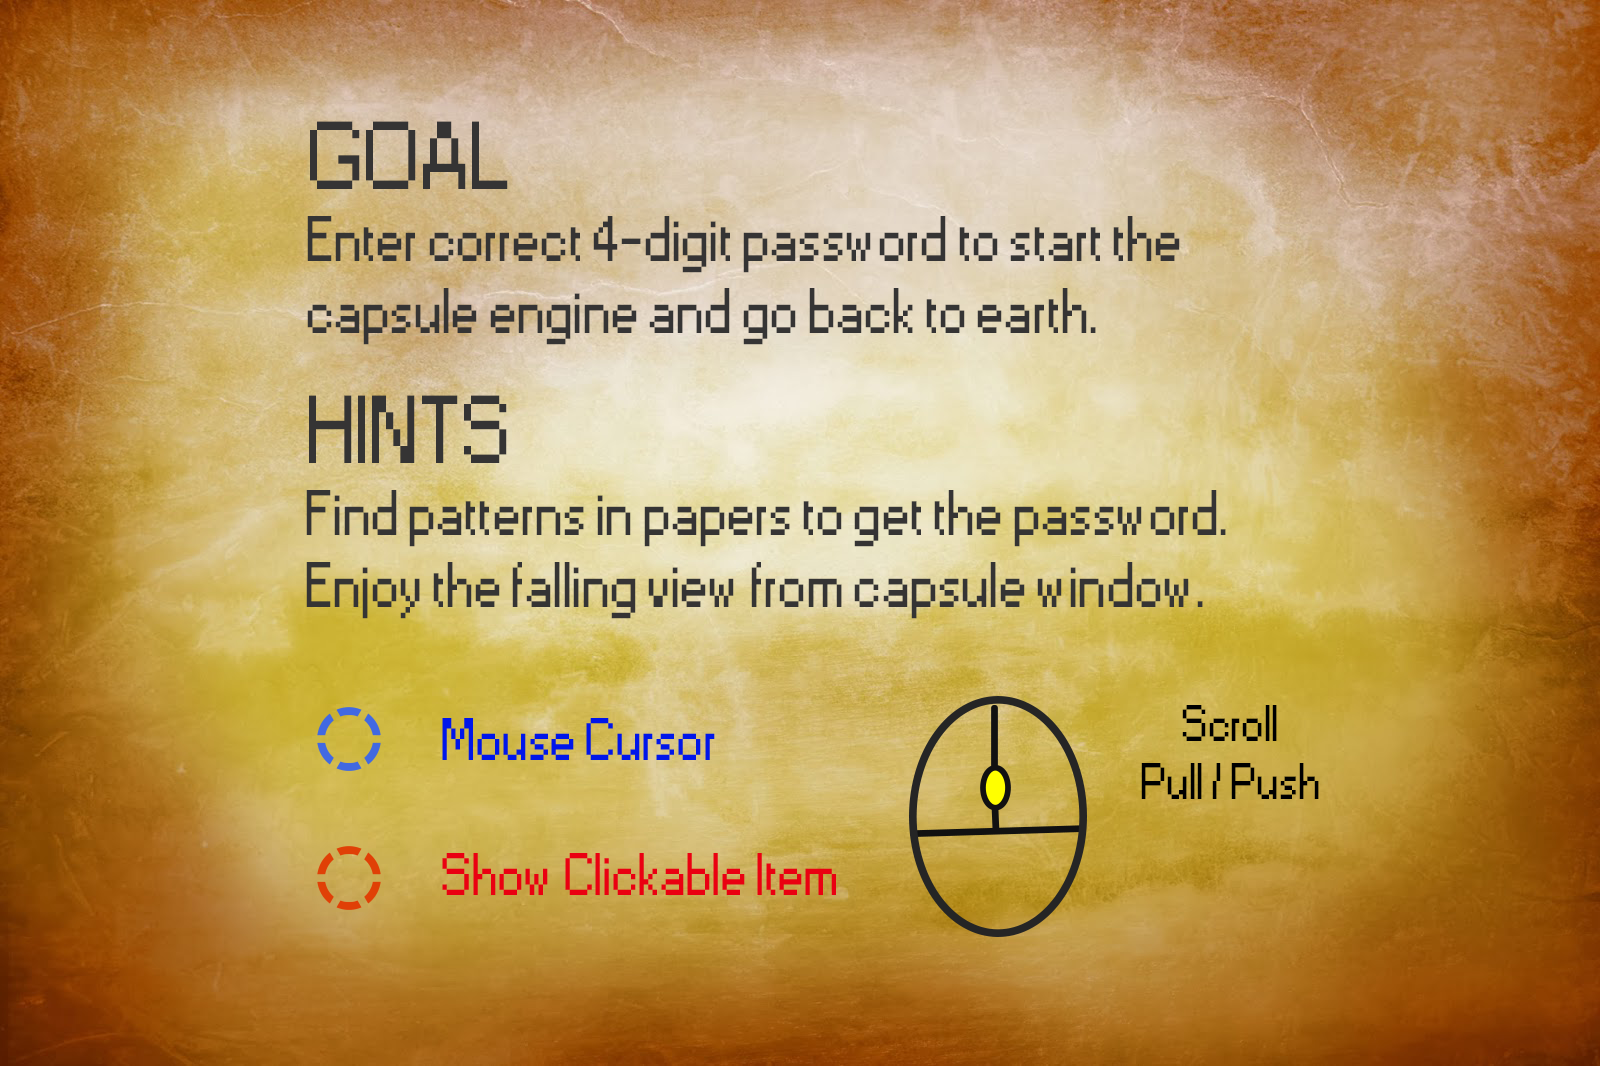 GOAL
Enter correct 4-digit password to start the
capsule engine and go back to earth.
HINTS
Find patterns in papers to get the password.
Enjoy the falling view from capsule window.
Mouse Cursor
Show Clickable Item
Scroll
Pull / Push